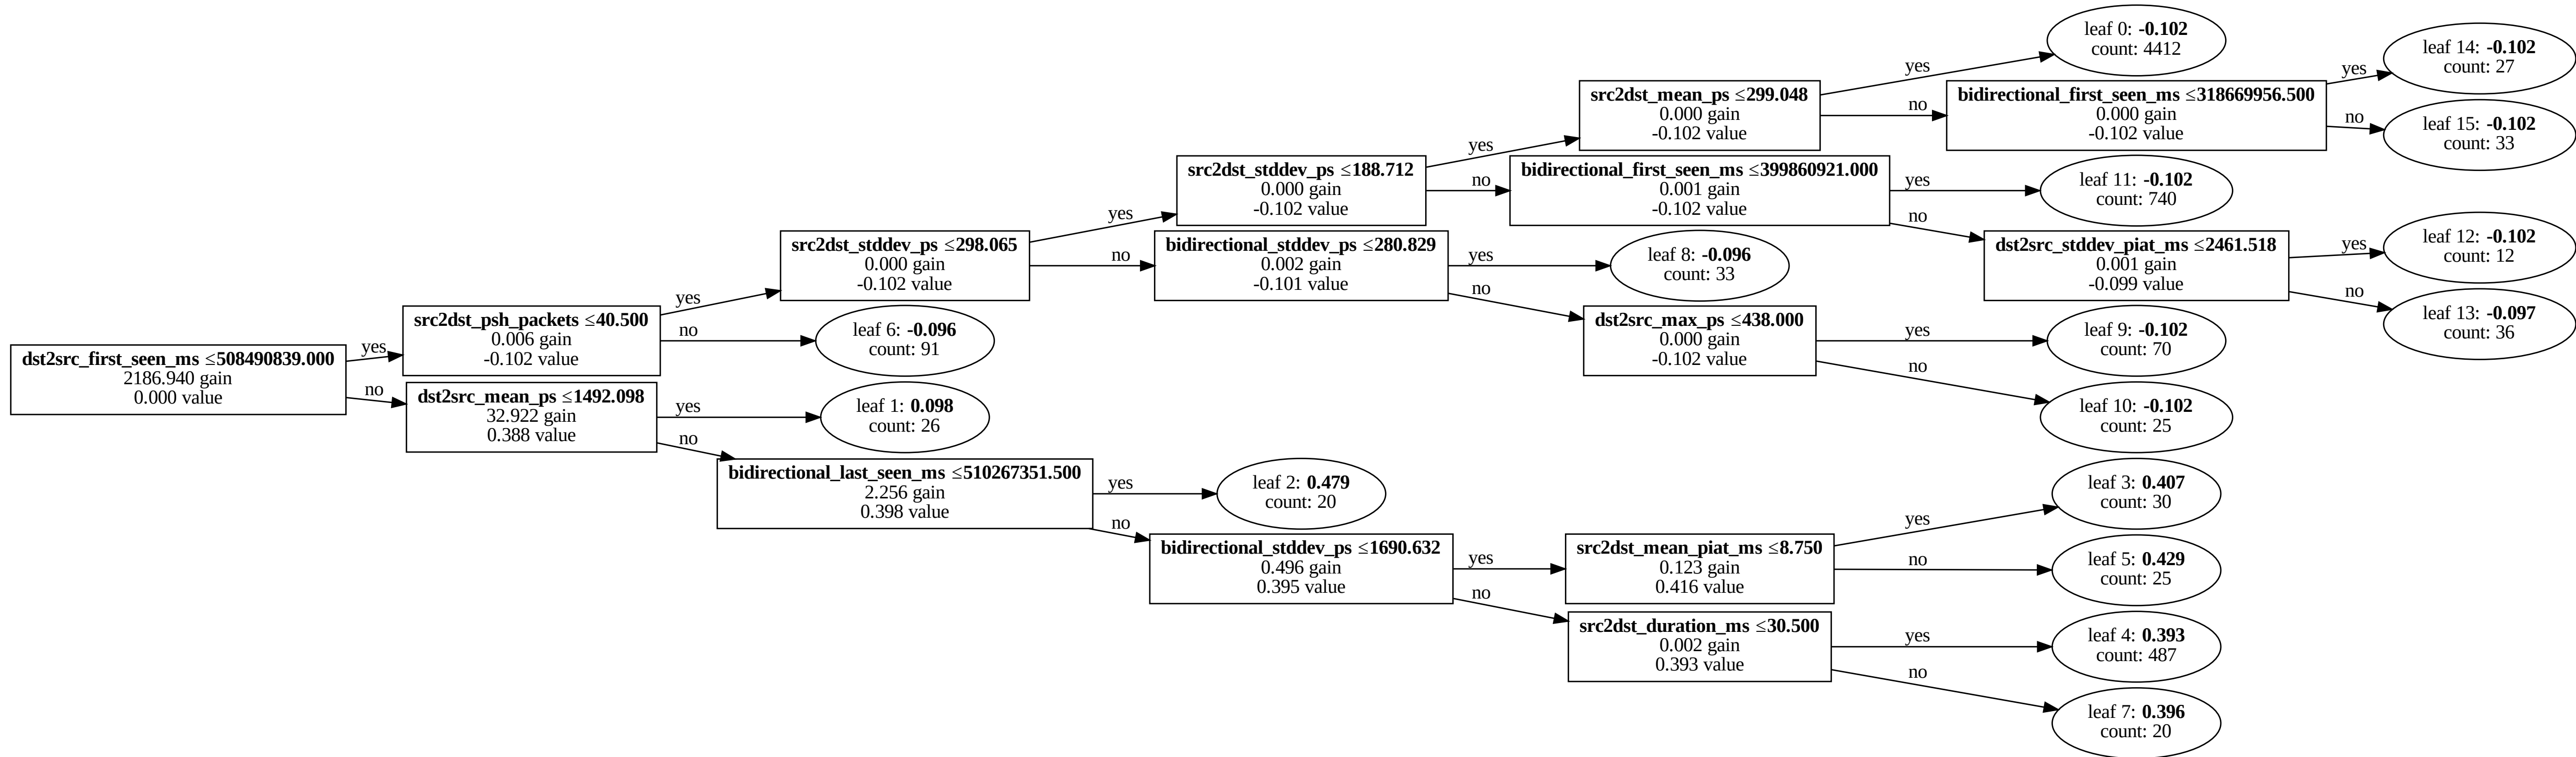 dst2src_first_seen_ms ≤508490839.000
2186.940 gain
0.000 value
yes
no
src2dst_psh_packets ≤40.500
0.006 gain
-0.102 value
yes
no
dst2src_mean_ps ≤1492.098
32.922 gain
0.388 value
yes
no
src2dst_stddev_ps ≤298.065
0.000 gain
-0.102 value
yes
no
leaf 6: -0.096
count: 91
leaf 1: 0.098
count: 26
bidirectional_last_seen_ms ≤510267351.500
2.256 gain
0.398 value
yes
no
src2dst_stddev_ps ≤188.712
0.000 gain
-0.102 value
yes
no
bidirectional_stddev_ps ≤280.829
0.002 gain
-0.101 value
yes
no
leaf 2: 0.479
count: 20
bidirectional_stddev_ps ≤1690.632
0.496 gain
0.395 value
yes
no
src2dst_mean_ps ≤299.048
0.000 gain
-0.102 value
yes
no
bidirectional_first_seen_ms ≤399860921.000
0.001 gain
-0.102 value
yes
no
leaf 8: -0.096
count: 33
dst2src_max_ps ≤438.000
0.000 gain
-0.102 value
yes
no
src2dst_mean_piat_ms ≤8.750
0.123 gain
0.416 value
yes
no
src2dst_duration_ms ≤30.500
0.002 gain
0.393 value
yes
no
leaf 0: -0.102
count: 4412
bidirectional_first_seen_ms ≤318669956.500
0.000 gain
-0.102 value
yes
no
leaf 11: -0.102
count: 740
dst2src_stddev_piat_ms ≤2461.518
0.001 gain
-0.099 value
yes
no
leaf 9: -0.102
count: 70
leaf 10: -0.102
count: 25
leaf 3: 0.407
count: 30
leaf 5: 0.429
count: 25
leaf 4: 0.393
count: 487
leaf 7: 0.396
count: 20
leaf 14: -0.102
count: 27
leaf 15: -0.102
count: 33
leaf 12: -0.102
count: 12
leaf 13: -0.097
count: 36